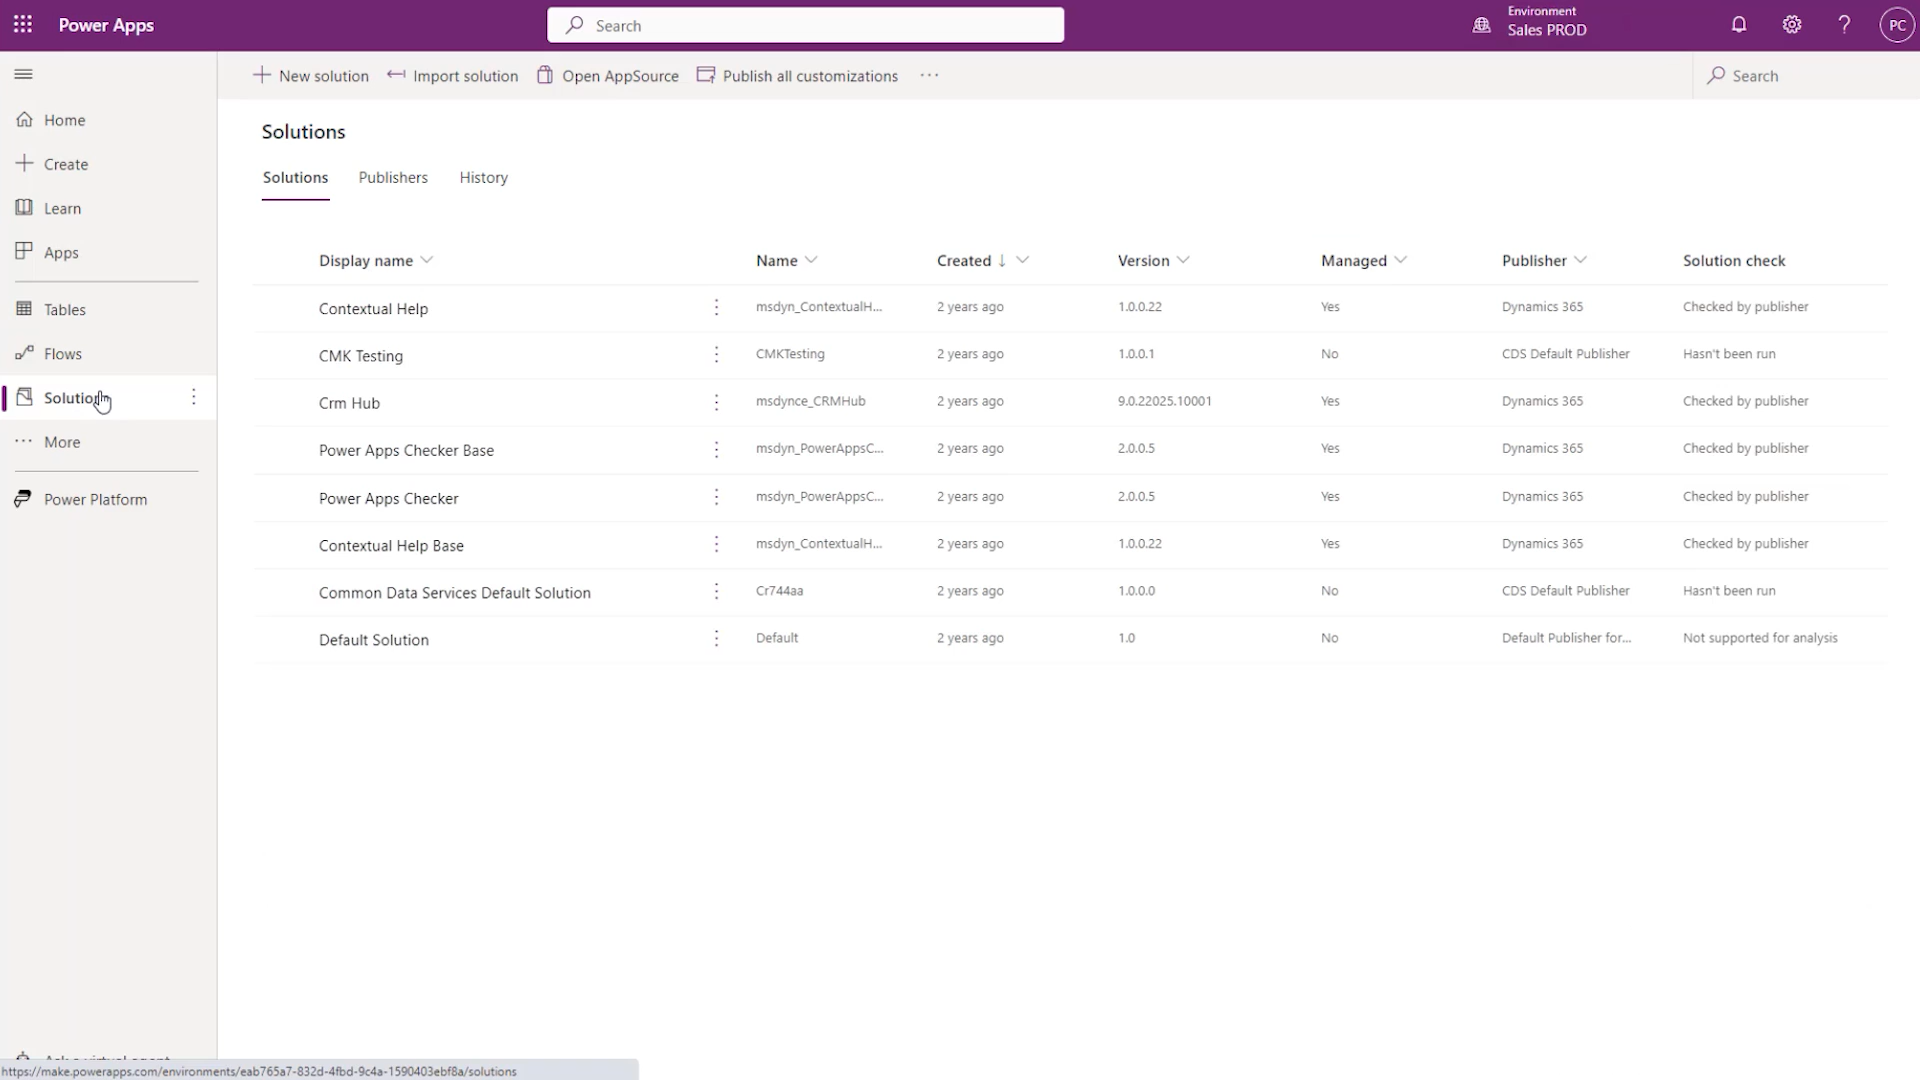 Power Apps
Search
Environment
Sales PROD
PC
New solution
Import solution
Open AppSource
Publish all customizations
Search
Home
Create
Learn
Apps
Tables
Flows
Solutions
More
Power Platform
Solutions
Solutions Publishers History
Display name Name Created Version Managed Publisher Solution check
Contextual Help msdyn_ContextualH... 2 years ago 1.0.0.22 Yes Dynamics 365 Checked by publisher
CMK Testing CMKTesting 2 years ago 1.0.0.1 No CDS Default Publisher Hasn't been run
Crm Hub msdynce_CRMHub 2 years ago 9.0.22025.10001 Yes Dynamics 365 Checked by publisher
Power Apps Checker Base msdyn_PowerAppsC... 2 years ago 2.0.0.5 Yes Dynamics 365 Checked by publisher
Power Apps Checker msdyn_PowerAppsC... 2 years ago 2.0.0.5 Yes Dynamics 365 Checked by publisher
Contextual Help Base msdyn_ContextualH... 2 years ago 1.0.0.22 Yes Dynamics 365 Checked by publisher
Common Data Services Default Solution Cr744aa 2 years ago 1.0.0.0 No CDS Default Publisher Hasn't been run
Default Solution Default 2 years ago 1.0 No Default Publisher for... Not supported for analysis
Ask a virtual agent
https://make.powerapps.com/environments/eab765a7-832d-4fbd-9c4a-1590403ebf8a/solutions